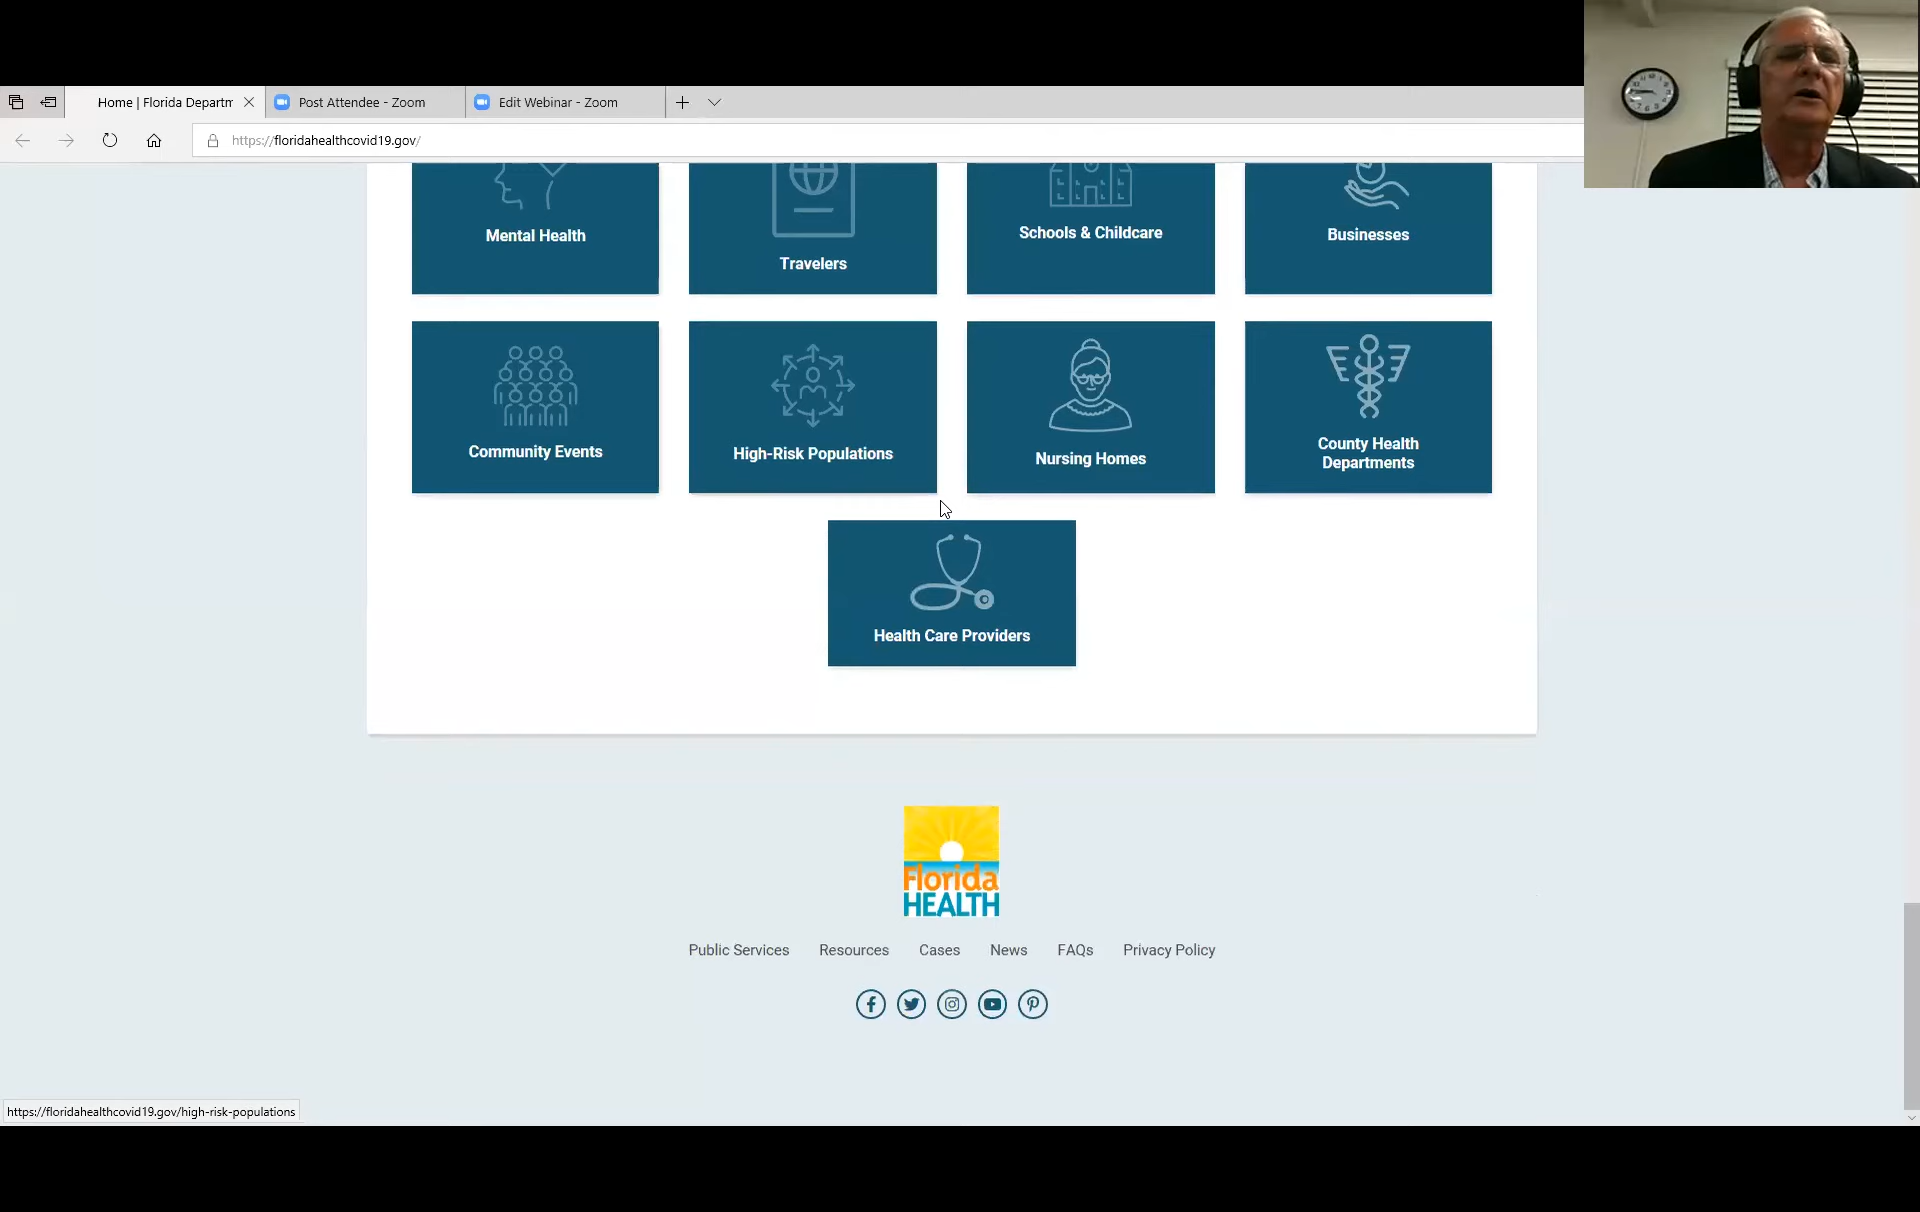 Home | Florida Departm
Post Attendee - Zoom
Edit Webinar - Zoom
https://floridahealthcovid19.gov/
Mental Health
Travelers
Schools & Childcare
Businesses
Community Events
High-Risk Populations
Nursing Homes
County Health
Departments
Health Care Providers
Florida
HEALTH
Public Services
Resources
Cases
News
FAQs
Privacy Policy
https://floridahealthcovid19.gov/high-risk-populations